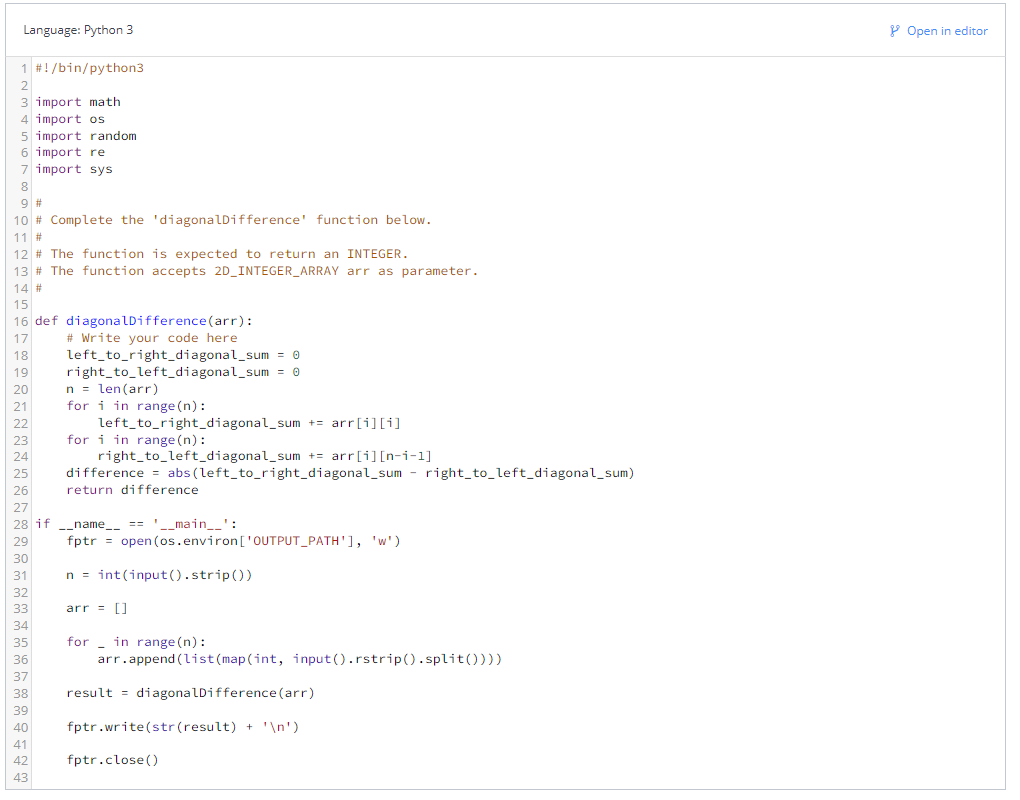 Language: Python 3
Open in editor
1 #!/bin/python3
2
3 import math
4 import os
5 import random
6 import re
7 import sys
8
9 #
10 # Complete the 'diagonalDifference' function below.
11 #
12 # The function is expected to return an INTEGER.
13 # The function accepts 2D_INTEGER_ARRAY arr as parameter.
14 #
15
16 def diagonalDifference(arr):
17     # Write your code here
18     left_to_right_diagonal_sum = 0
19     right_to_left_diagonal_sum = 0
20     n = len(arr)
21     for i in range(n):
22         left_to_right_diagonal_sum += arr[i][i]
23     for i in range(n):
24         right_to_left_diagonal_sum += arr[i][n-i-1]
25     difference = abs(left_to_right_diagonal_sum - right_to_left_diagonal_sum)
26     return difference
27
28 if __name__ == '__main__':
29     fptr = open(os.environ['OUTPUT_PATH'], 'w')
30
31     n = int(input().strip())
32
33     arr = []
34
35     for _ in range(n):
36         arr.append(list(map(int, input().rstrip().split())))
37
38     result = diagonalDifference(arr)
39
40     fptr.write(str(result) + '\n')
41
42     fptr.close()
43